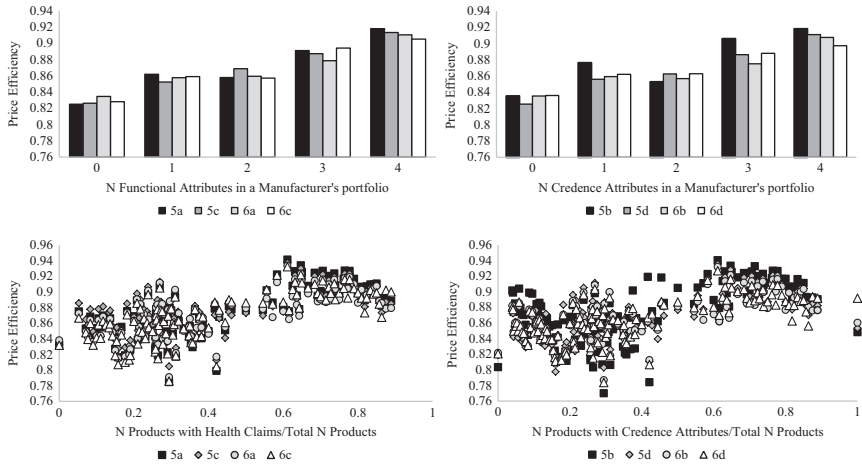 0.94
0.92
0.9
0.88
0.86
0.84
0.82
0.8
0.78
0.76
Price Efficiency
0 1 2 3 4
N Functional Attributes in a Manufacturer's portfolio
5a 5c 6a 6c
0.94
0.92
0.9
0.88
0.86
0.84
0.82
0.8
0.78
0.76
Price Efficiency
0 1 2 3 4
N Credence Attributes in a Manufacturer's portfolio
5b 5d 6b 6d
0.96
0.94
0.92
0.9
0.88
0.86
0.84
0.82
0.8
0.78
0.76
Price Efficiency
0 0.2 0.4 0.6 0.8 1
N Products with Health Claims/Total N Products
5a 5c 6a 6c
0.96
0.94
0.92
0.9
0.88
0.86
0.84
0.82
0.8
0.78
0.76
Price Efficiency
0 0.2 0.4 0.6 0.8 1
N Products with Credence Attributes/Total N Products
5b 5d 6b 6d